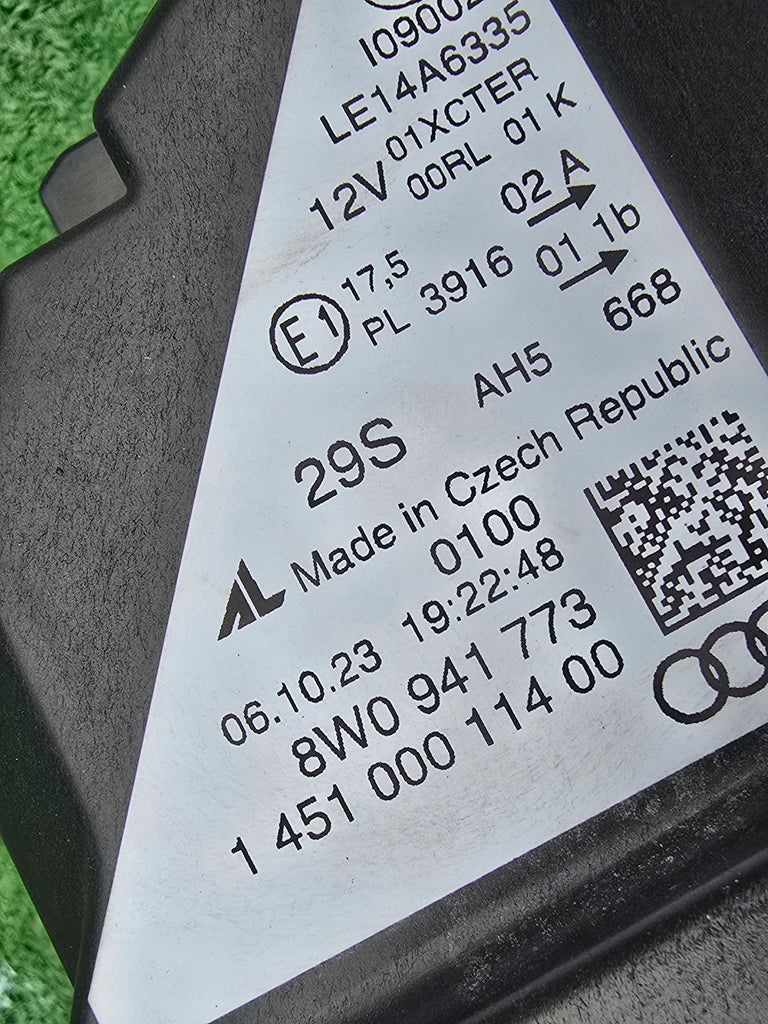 I09002
LE14A6335
01XCTER
12V 00RL 01 K
02 A
17,5
E1 PL 3916 01 1b
668
AH5
29S
AL Made in Czech Republic
0100
06.10.23 19:22:48
8W0 941 773
1 451 000 114 00